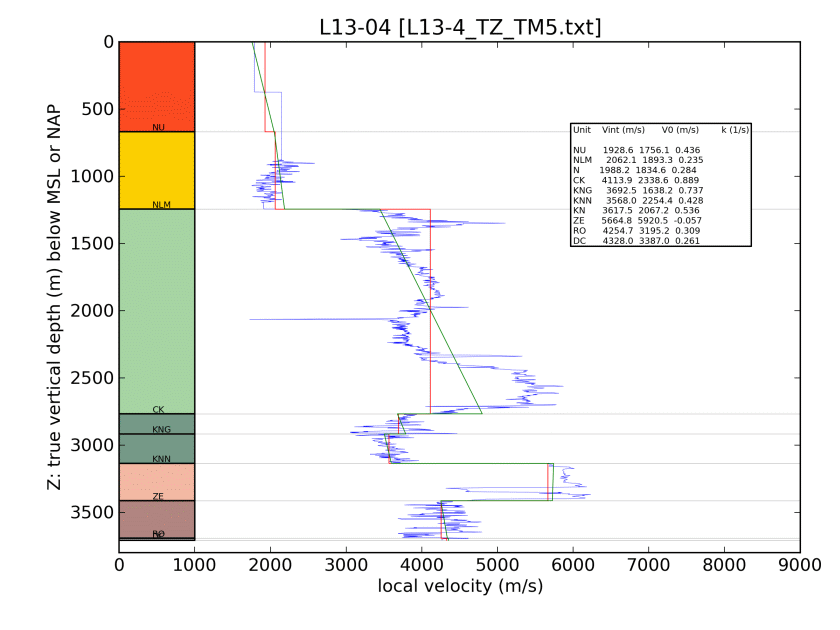 L13-04 [L13-4_TZ_TM5.txt]
0
500
1000
1500
2000
2500
3000
3500
Z: true vertical depth (m) below MSL or NAP
NU
NLM
CK
KNG
KNN
ZE
RO
Unit Vint (m/s) V0 (m/s) k (1/s)
NU 1928.6 1756.1 0.436
NLM 2062.1 1893.3 0.235
N 1988.2 1834.6 0.284
CK 4113.9 2338.6 0.889
KNG 3692.5 1638.2 0.737
KNN 3568.0 2254.4 0.428
KN 3617.5 2067.2 0.536
ZE 5664.8 5920.5 -0.057
RO 4254.7 3195.2 0.309
DC 4328.0 3387.0 0.261
0 1000 2000 3000 4000 5000 6000 7000 8000 9000
local velocity (m/s)